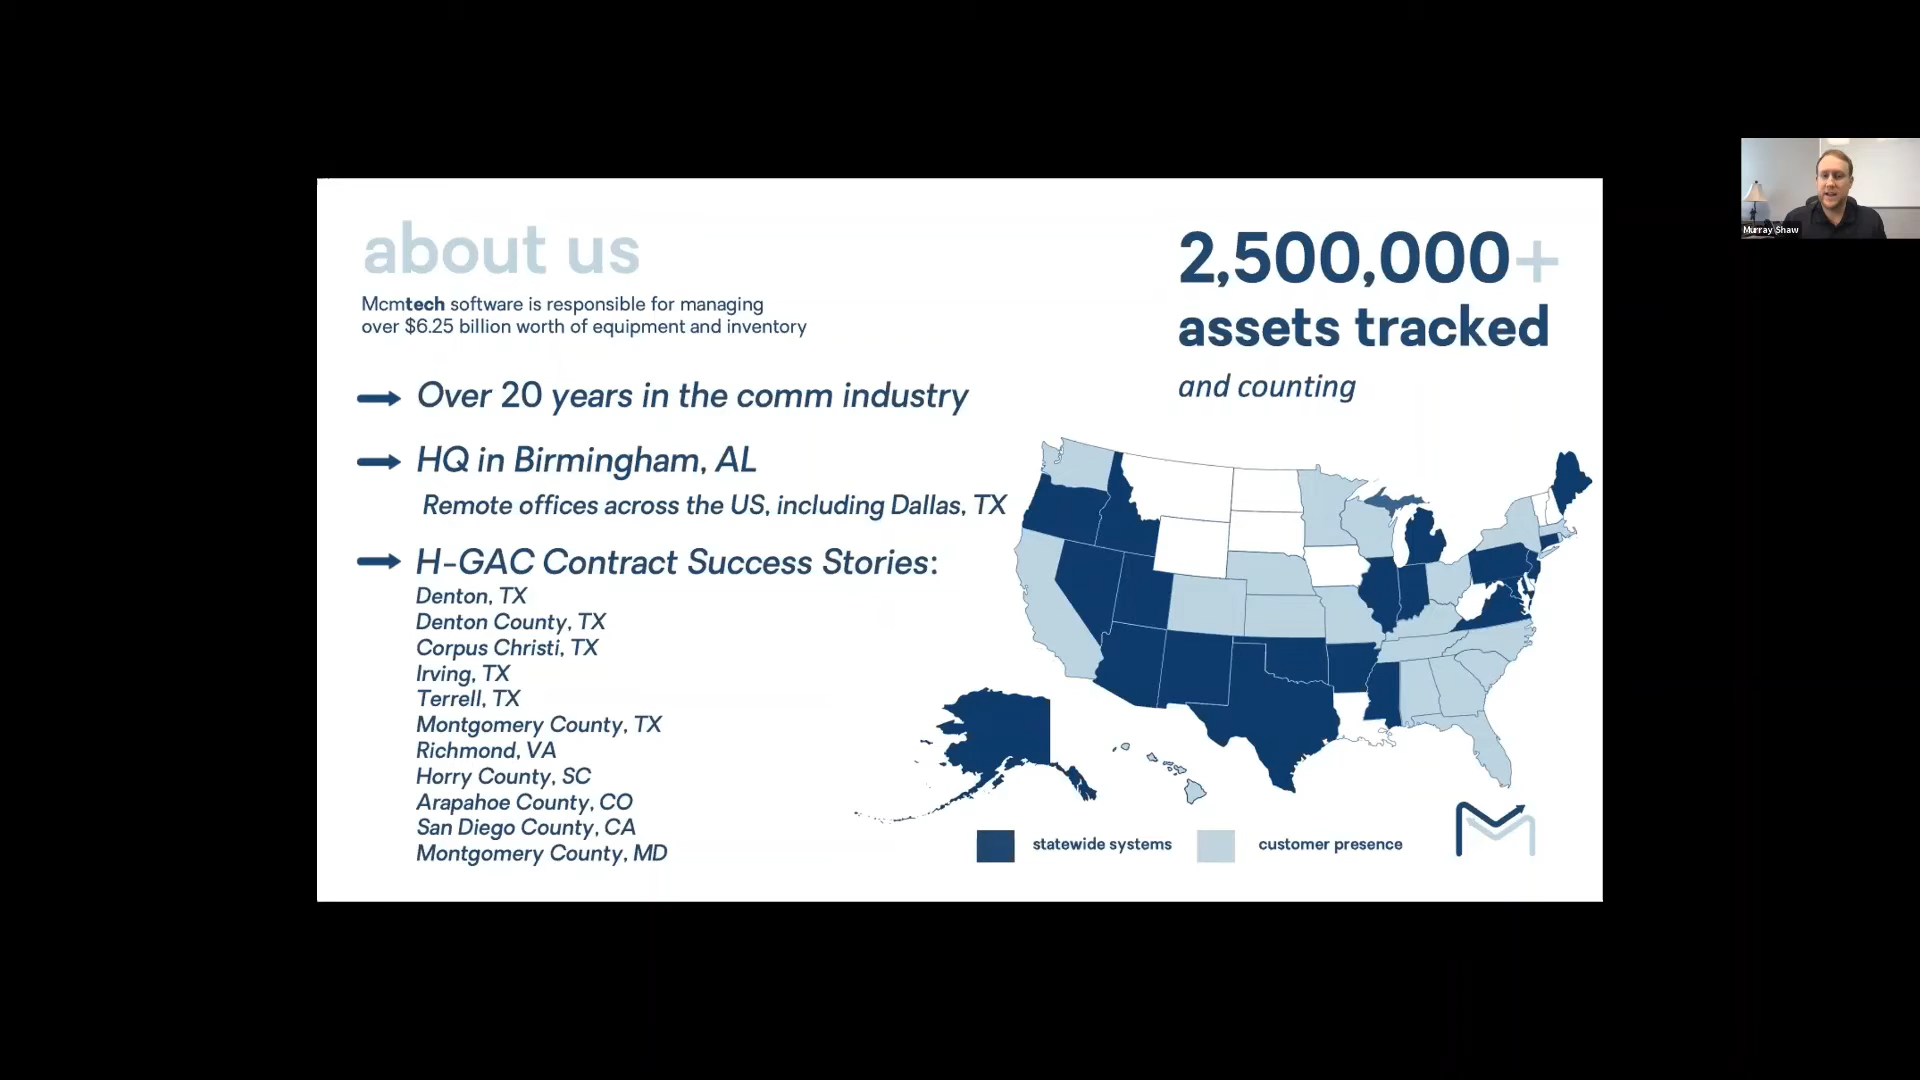 about us
Mcmtech software is responsible for managing
over $6.25 billion worth of equipment and inventory
Over 20 years in the comm industry
HQ in Birmingham, AL
Remote offices across the US, including Dallas, TX
H-GAC Contract Success Stories:
Denton, TX
Denton County, TX
Corpus Christi, TX
Irving, TX
Terrell, TX
Montgomery County, TX
Richmond, VA
Horry County, SC
Arapahoe County, CO
San Diego County, CA
Montgomery County, MD
2,500,000+
assets tracked
and counting
statewide systems
customer presence
Murray Shaw